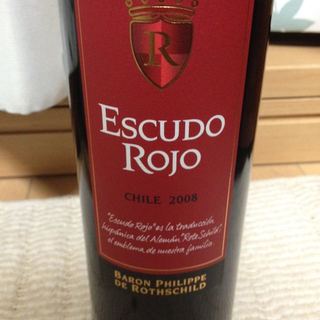 R
ESCUDO
ROJO
CHILE 2008
"Escudo Rojo" es la traducción
hispánica del Alemán "Rote Schild",
el emblema de nuestra familia.
BARON PHILIPPE
DE ROTHSCHILD